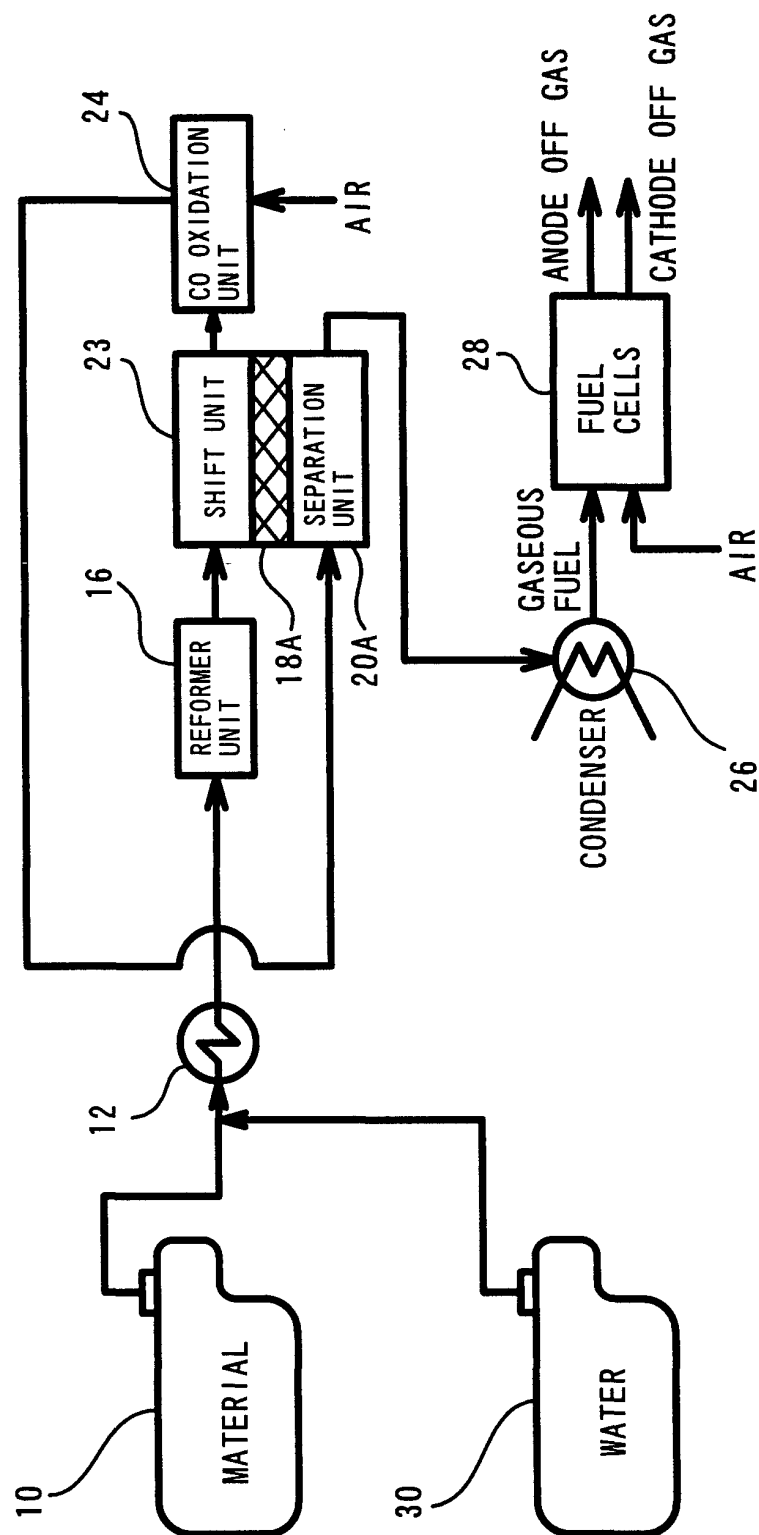 24
CO OXIDATION
UNIT
AIR
23
SHIFT UNIT
SEPARATION
UNIT
16
REFORMER
UNIT
18A
20A
12
10
MATERIAL
30
WATER
28
FUEL
CELLS
GASEOUS
FUEL
AIR
ANODE OFF GAS
CATHODE OFF GAS
CONDENSER
26